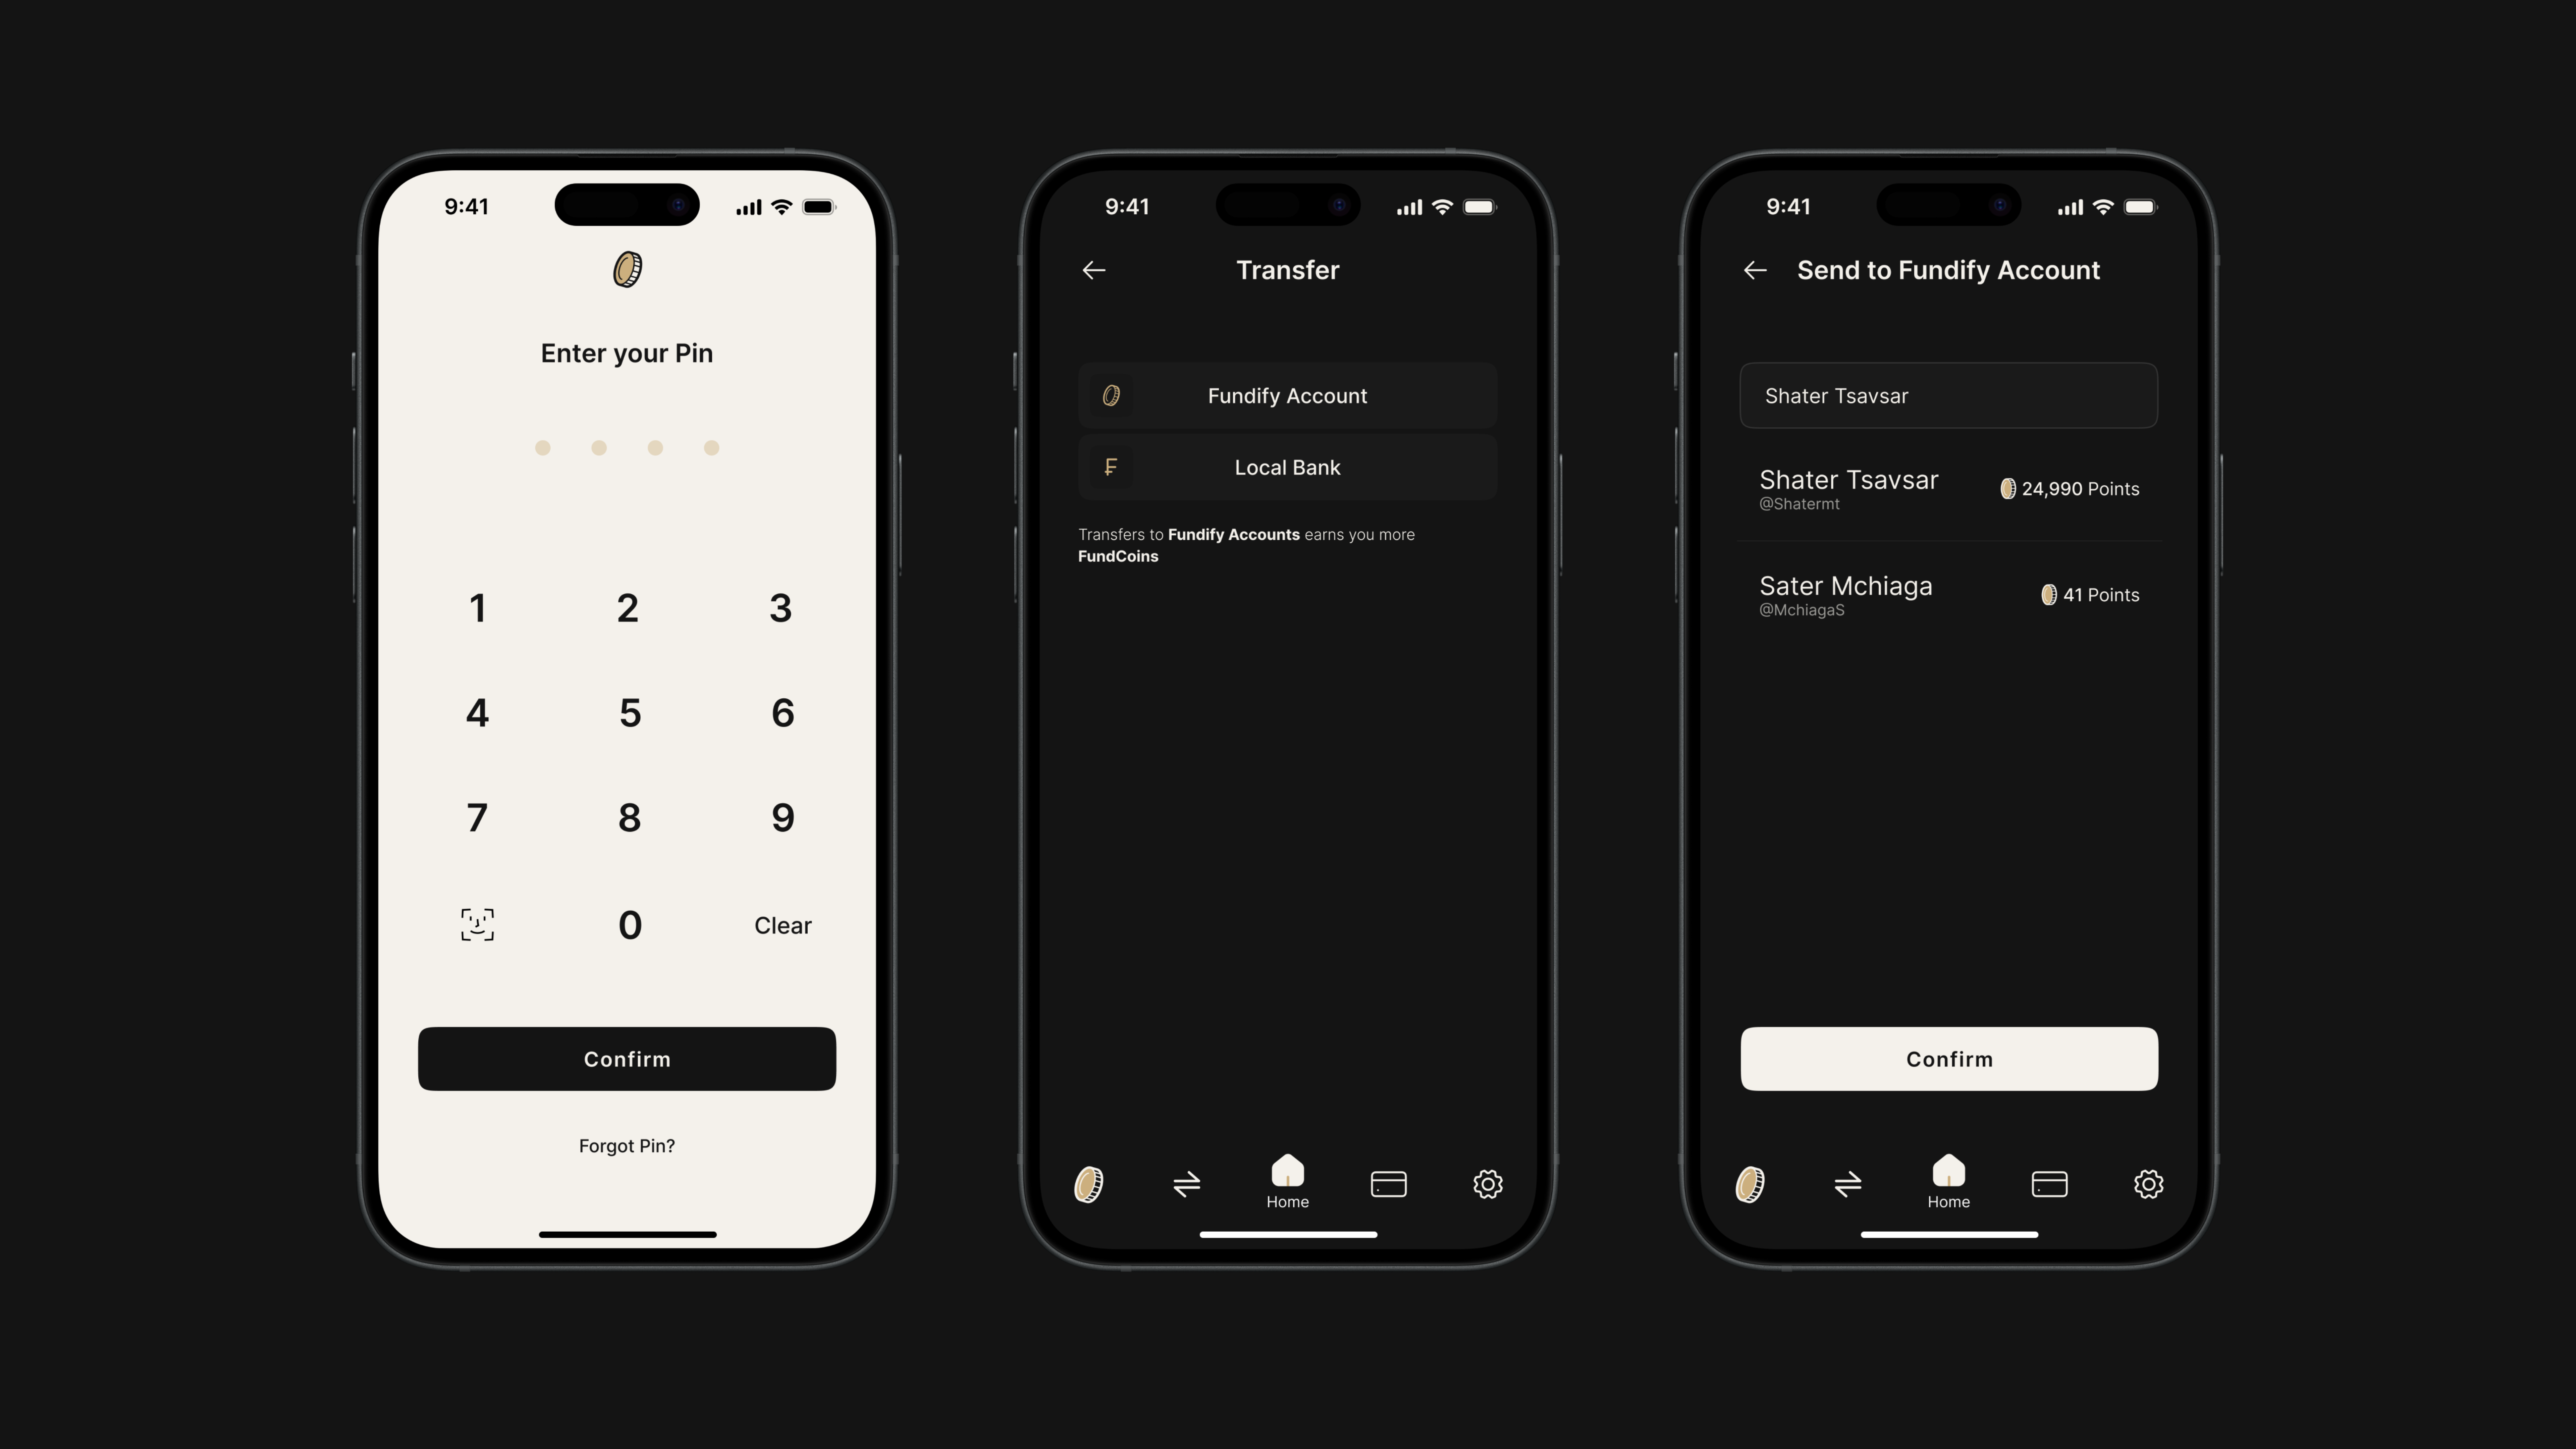 9:41
Enter your Pin
1 2 3
4 5 6
7 8 9
0 Clear
Confirm
Forgot Pin?
9:41
Transfer
Fundify Account
Local Bank
Transfers to Fundify Accounts earns you more
FundCoins
Home
9:41
Send to Fundify Account
Shater Tsavsar
Shater Tsavsar
@Shatermt
24,990 Points
Sater Mchiaga
@MchiagaS
41 Points
Confirm
Home